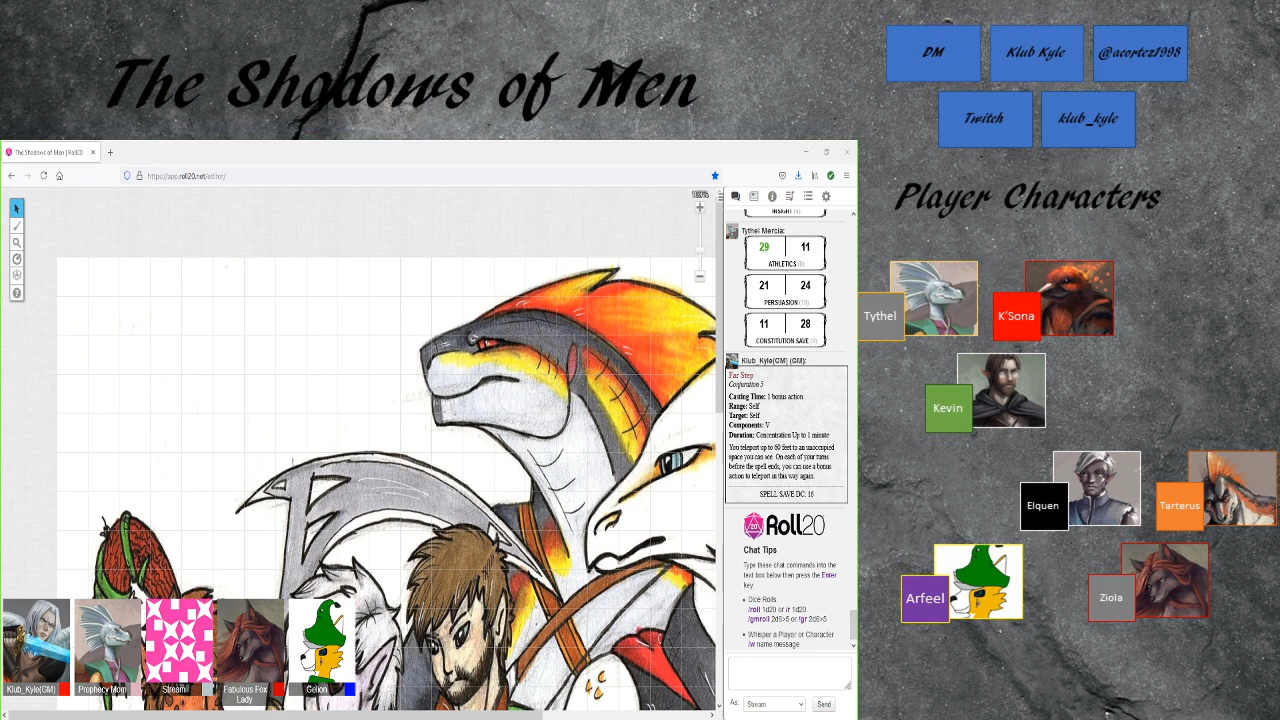 The Shadows of Men
DM
Klub Kyle
@acortez1998
Twitch
klub_kyle
The Shadows of Men | Roll20
https://app.roll20.net/editor/
100%
INSIGHT (4)
Tythel Mercia:
29 11
ATHLETICS (8)
21 24
PERSUASION (10)
11 28
Klub_Kyle(GM) (GM):
Far Step
Conjuration 5
Casting Time: 1 bonus action
Range: Self
Target: Self
Components: V
Duration: Concentration Up to 1 minute
You teleport up to 60 feet to an unoccupied
space you can see. On each of your turns
before the spell ends, you can use a bonus
action to teleport in this way again.
SPELL SAVE DC: 16
20 Roll20
Chat Tips
Type these chat commands into the
text box below then press the Enter
key.
Dice Rolls
/roll 1d20 or /r 1d20
/gmroll 2d6>5 or /gr 2d6>5
Whisper a Player or Character
/w name message
As: Stream
Send
Klub_Kyle(GM)
Prophecy Mom
Stream
Fabulous Fox
Lady
Gelion
Player Characters
Tythel
K'Sona
Kevin
Elquen
Tarterus
Arfeel
Ziola